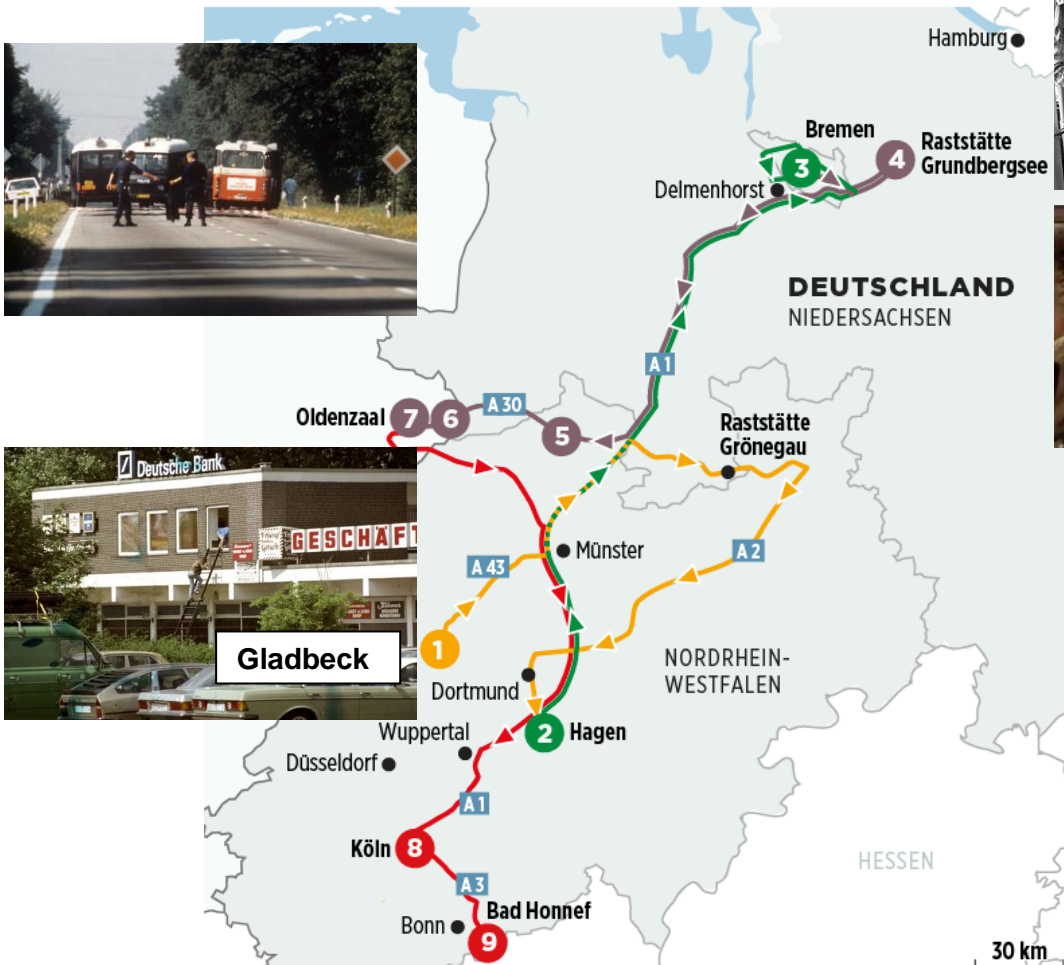 Hamburg
Bremen
3
4
Raststätte
Grundbergsee
Delmenhorst
DEUTSCHLAND
NIEDERSACHSEN
A 1
Oldenzaal
7
6
A 30
5
Raststätte
Grönegau
Deutsche Bank
GESCHÄFT
Münster
A 2
A 43
1
Gladbeck
NORDRHEIN-
WESTFALEN
Dortmund
2
Hagen
Wuppertal
Düsseldorf
A 1
Köln
8
HESSEN
A 3
Bad Honnef
Bonn
9
30 km